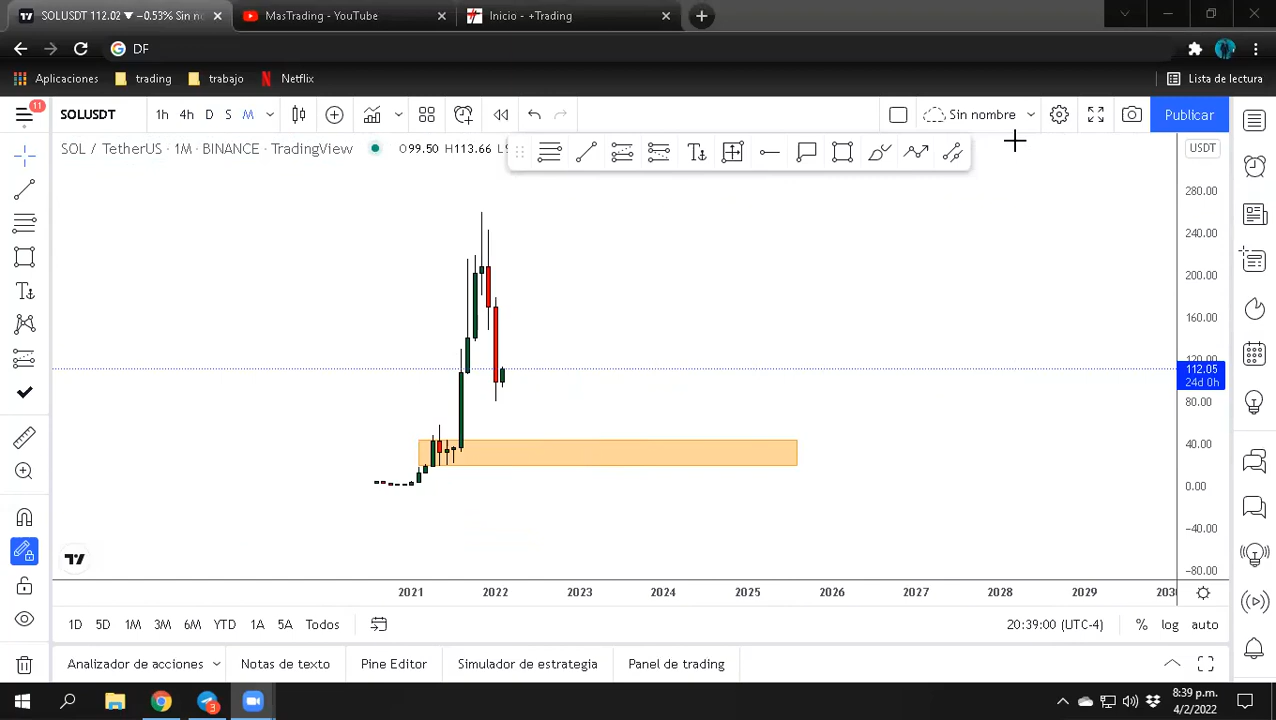 SOLUSDT 112.02 ▼ −0.53% Sin n
MasTrading - YouTube
Inicio - +Trading
DF
Aplicaciones
trading
trabajo
Netflix
Lista de lectura
11
SOLUSDT
1h 4h D S M
Sin nombre
Publicar
SOL / TetherUS · 1M · BINANCE · TradingView
O99.50 H113.66
USDT
280.00
240.00
200.00
160.00
120.00
112.05
24d 0h
80.00
40.00
0.00
−40.00
−80.00
2021 2022 2023 2024 2025 2026 2027 2028 2029
1D 5D 1M 3M 6M YTD 1A 5A Todos
20:39:00 (UTC-4)
% log auto
Analizador de acciones
Notas de texto
Pine Editor
Simulador de estrategia
Panel de trading
3
8:39 p.m.
4/2/2022